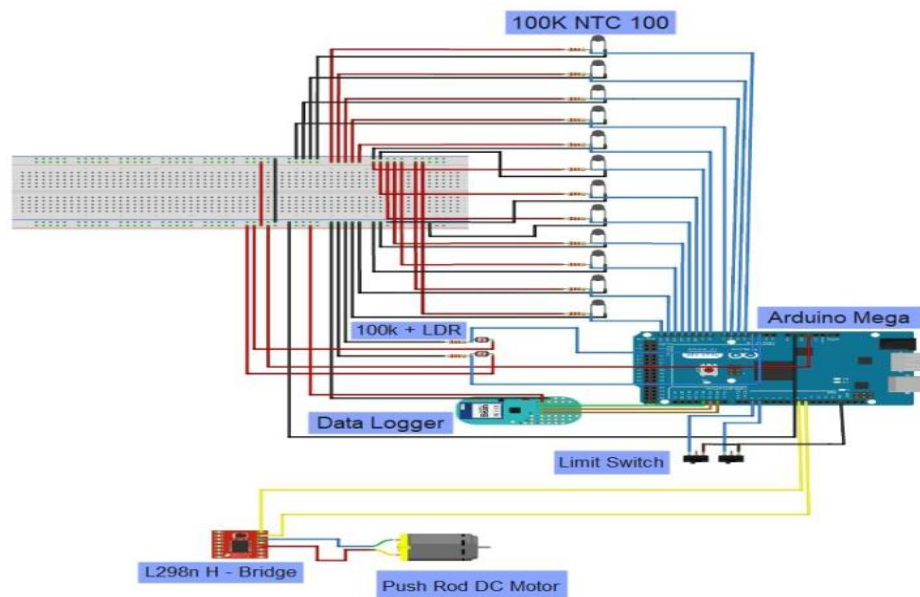 100K NTC 100
Arduino Mega
100k + LDR
Data Logger
Limit Switch
L298n H - Bridge
Push Rod DC Motor